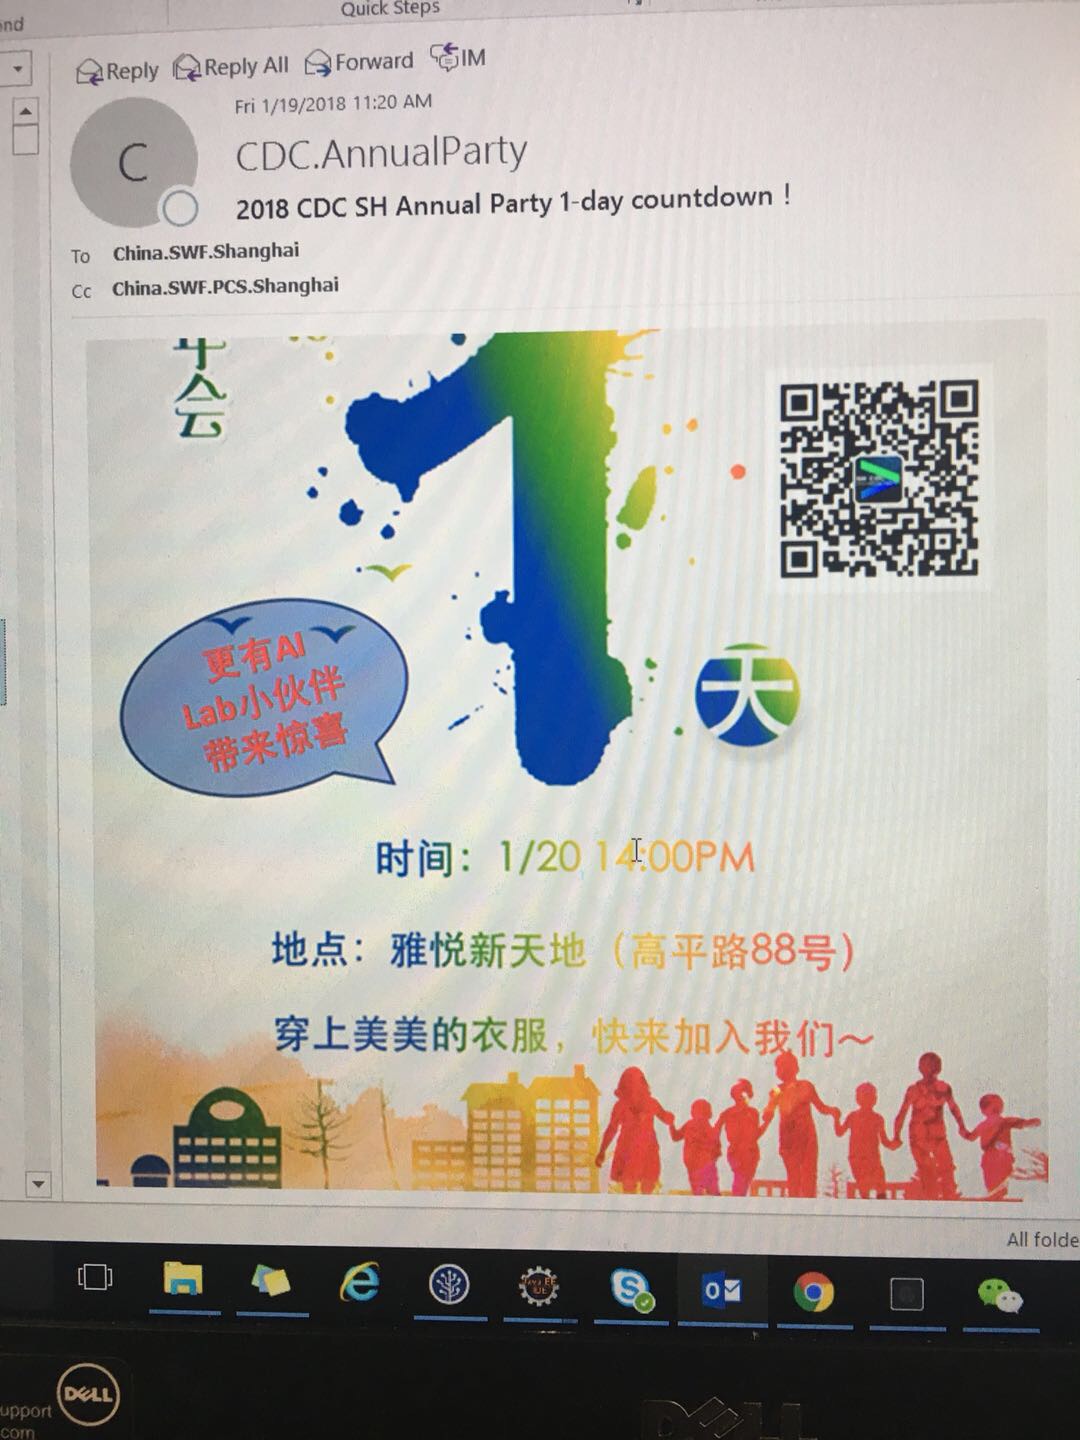 Quick Steps
Reply
Reply All
Forward
IM
Fri 1/19/2018 11:20 AM
C
CDC.AnnualParty
2018 CDC SH Annual Party 1-day countdown！
To China.SWF.Shanghai
Cc China.SWF.PCS.Shanghai
年会
1
天
更有AI
Lab小伙伴
带来惊喜
时间：1/20 14:00PM
地点：雅悦新天地（高平路88号）
穿上美美的衣服，快来加入我们～
All folde
Java EE
IDE
DELL
upport
com
DELL